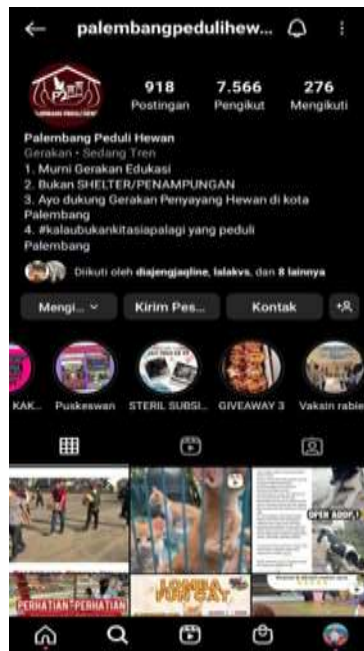 palembangpedulihew...
918 7.566 276
Postingan Pengikut Mengikuti
Palembang Peduli Hewan
Gerakan • Sedang Tren
1. Murni Gerakan Edukasi
2. Bukan SHELTER/PENAMPUNGAN
3. Ayo dukung Gerakan Penyayang Hewan di kota
Palembang
4. #kalaubukankitasiapalagi yang peduli
Palembang
Diikuti oleh diajengjaqline, lalakvs, dan 8 lainnya
Mengi... Kirim Pes... Kontak
KAK... Puskeswan STERIL SUBSI... GIVEAWAY 3 Vaksin rabie
OPEN ADOP.!
PERHATIAN-PERHATIAN
LOMBA
FUN CAT